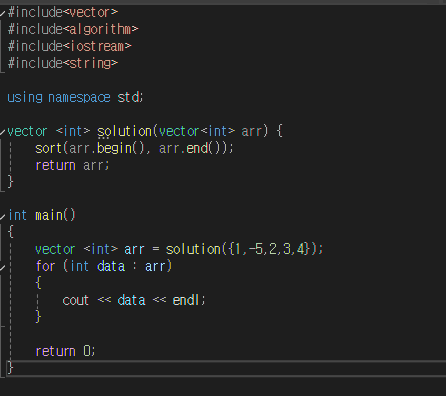 #include<vector>
#include<algorithm>
#include<iostream>
#include<string>
using namespace std;
vector <int> solution(vector<int> arr) {
sort(arr.begin(), arr.end());
return arr;
}
int main()
{
vector <int> arr = solution({1,-5,2,3,4});
for (int data : arr)
{
cout << data << endl;
}
return 0;
}